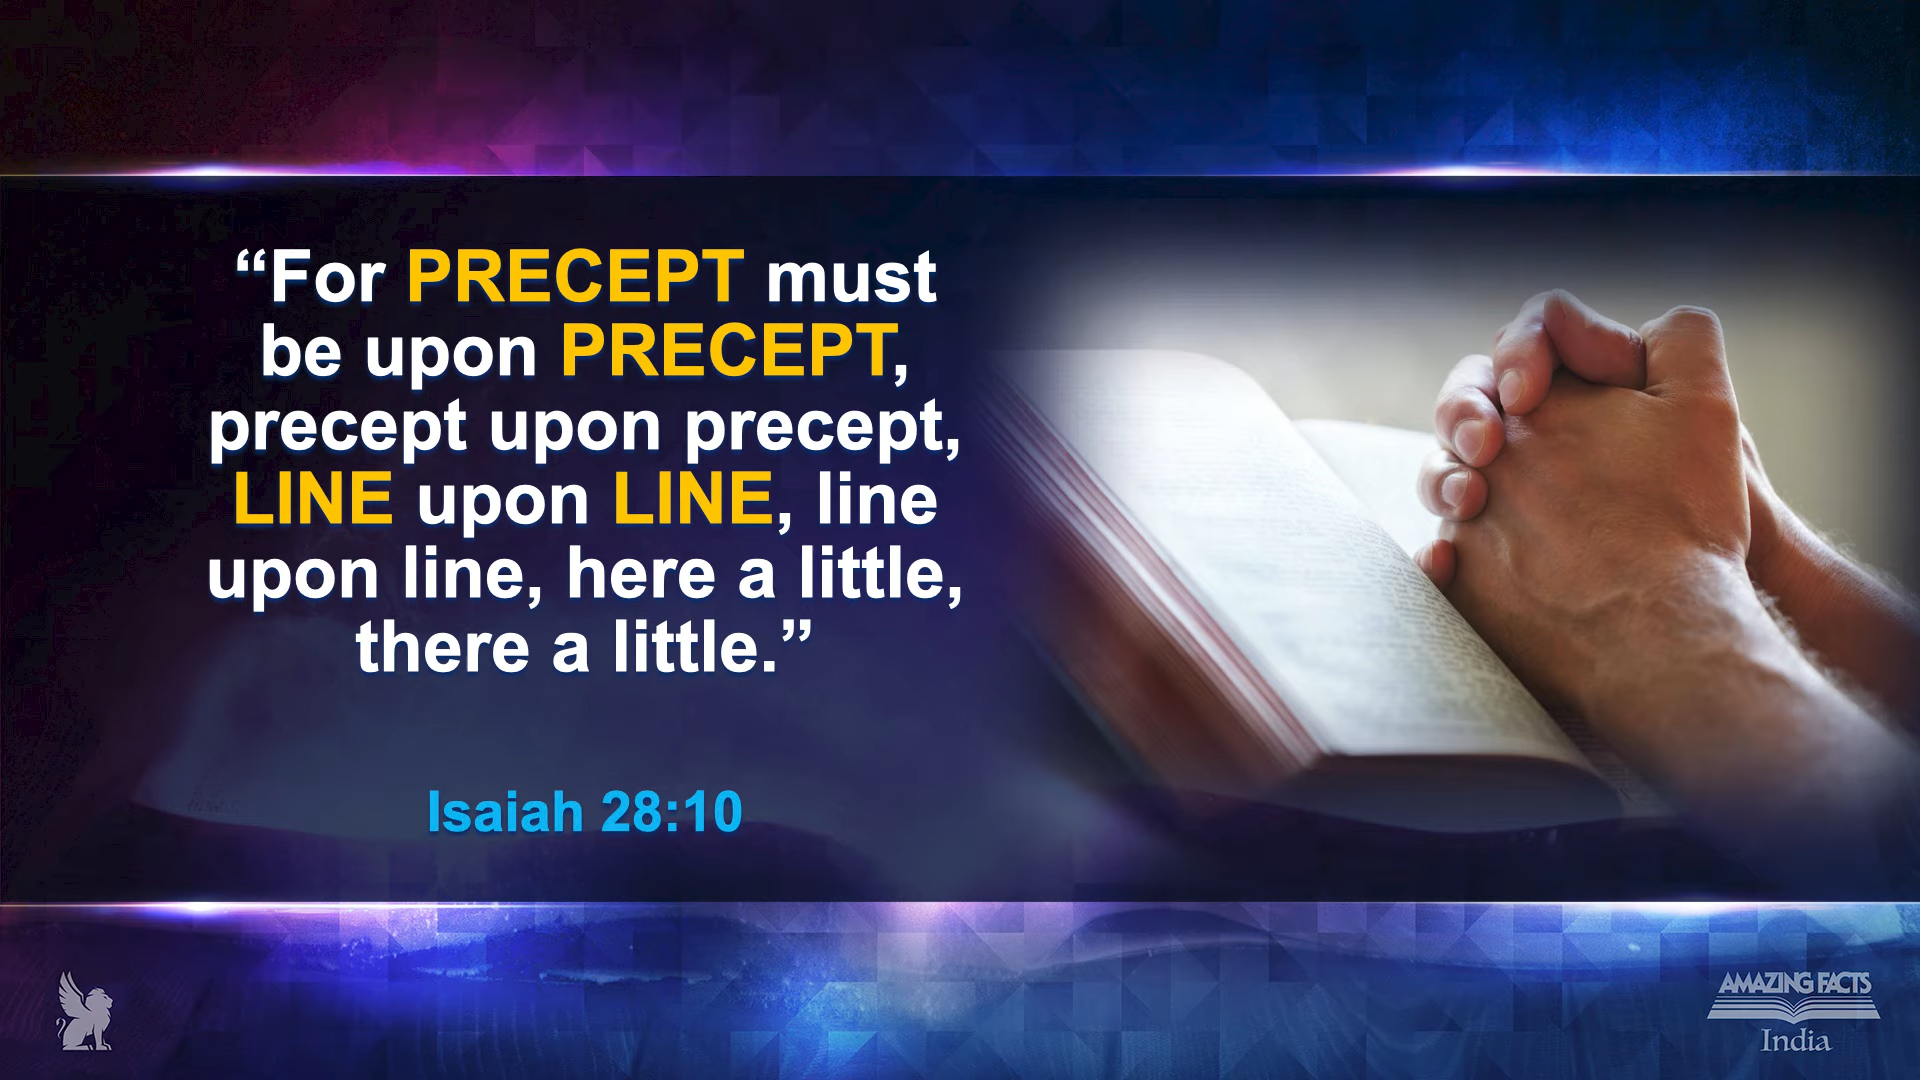 “For PRECEPT must
be upon PRECEPT,
precept upon precept,
LINE upon LINE, line
upon line, here a little,
there a little.”
Isaiah 28:10
AMAZING FACTS
India